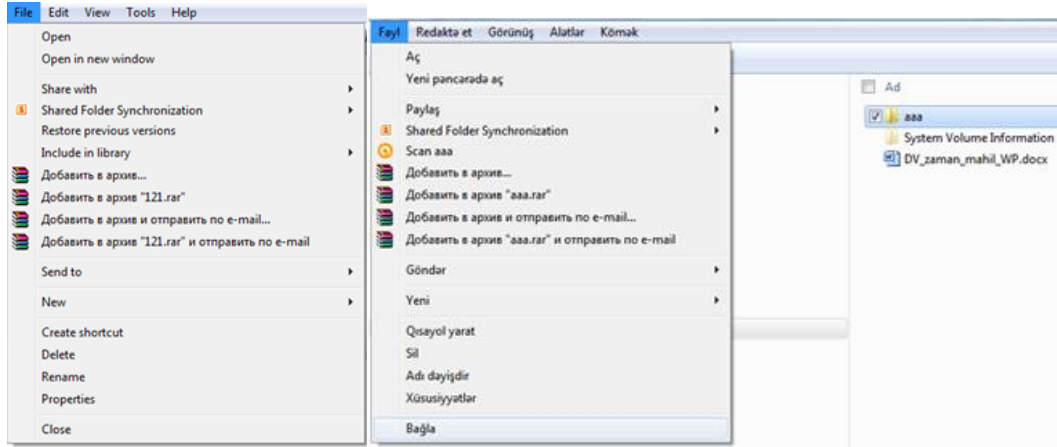 File Edit View Tools Help
Open
Open in new window
Share with
Shared Folder Synchronization
Restore previous versions
Include in library
Добавить в архив...
Добавить в архив "121.rar"
Добавить в архив и отправить по e-mail...
Добавить в архив "121.rar" и отправить по e-mail
Send to
New
Create shortcut
Delete
Rename
Properties
Close
Fayl Redaktə et Görünüş Alətlər Kömək
Aç
Yeni pəncərədə aç
Paylaş
Shared Folder Synchronization
Scan aaa
Добавить в архив...
Добавить в архив "aaa.rar"
Добавить в архив и отправить по e-mail...
Добавить в архив "aaa.rar" и отправить по e-mail
Göndər
Yeni
Qısayol yarat
Sil
Adı dəyişdir
Xüsusiyyətlər
Bağla
Ad
aaa
System Volume Information
DV_zaman_mahil_WP.docx